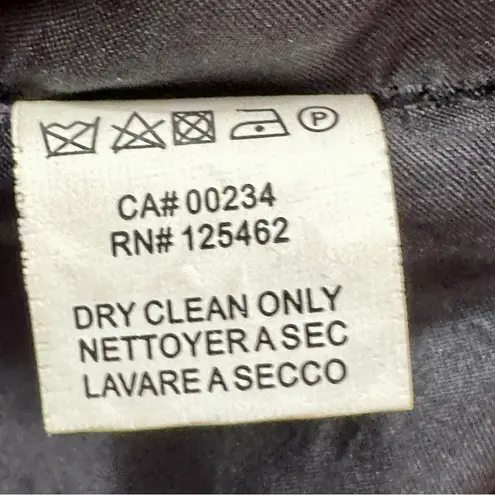 P
CA# 00234
RN# 125462
DRY CLEAN ONLY
NETTOYER A SEC
LAVARE A SECCO